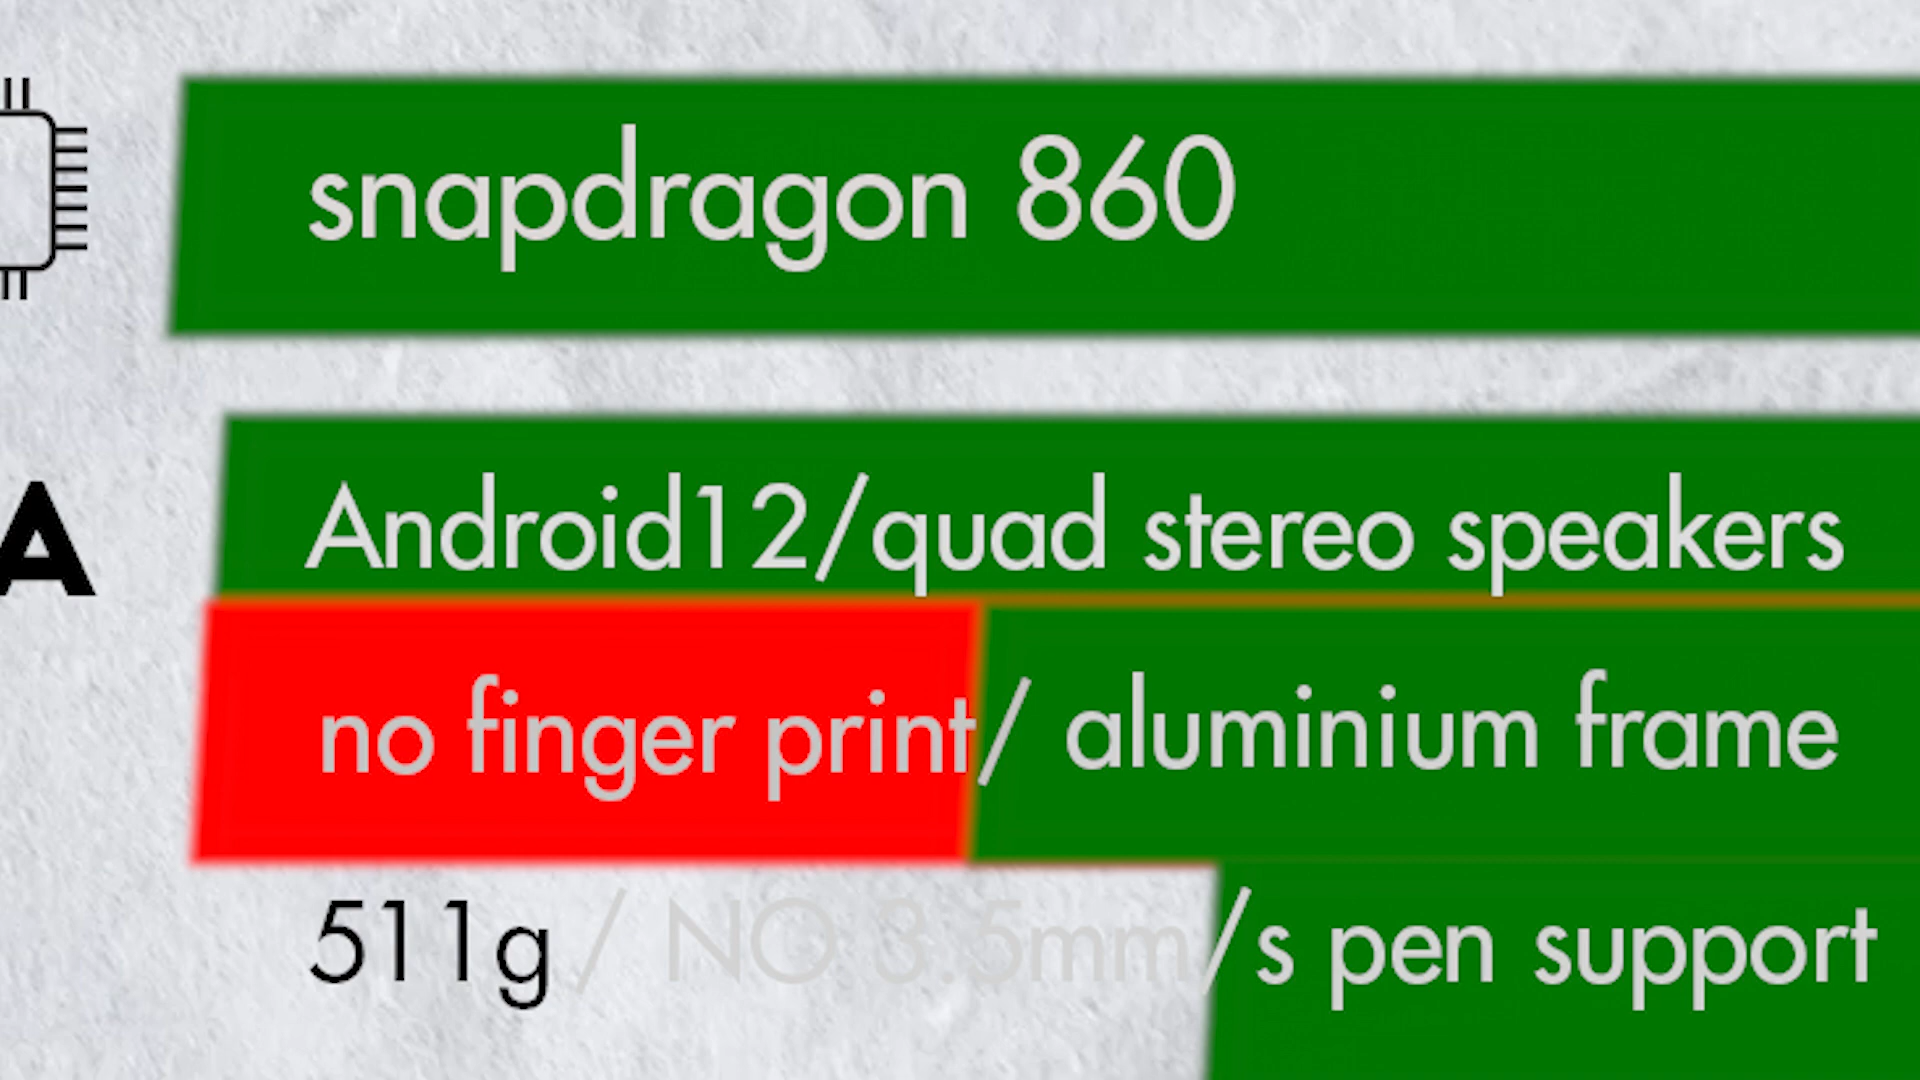 snapdragon 860
A
Android12/quad stereo speakers
no finger print/ aluminium frame
511g / NO 3.5mm/s pen support